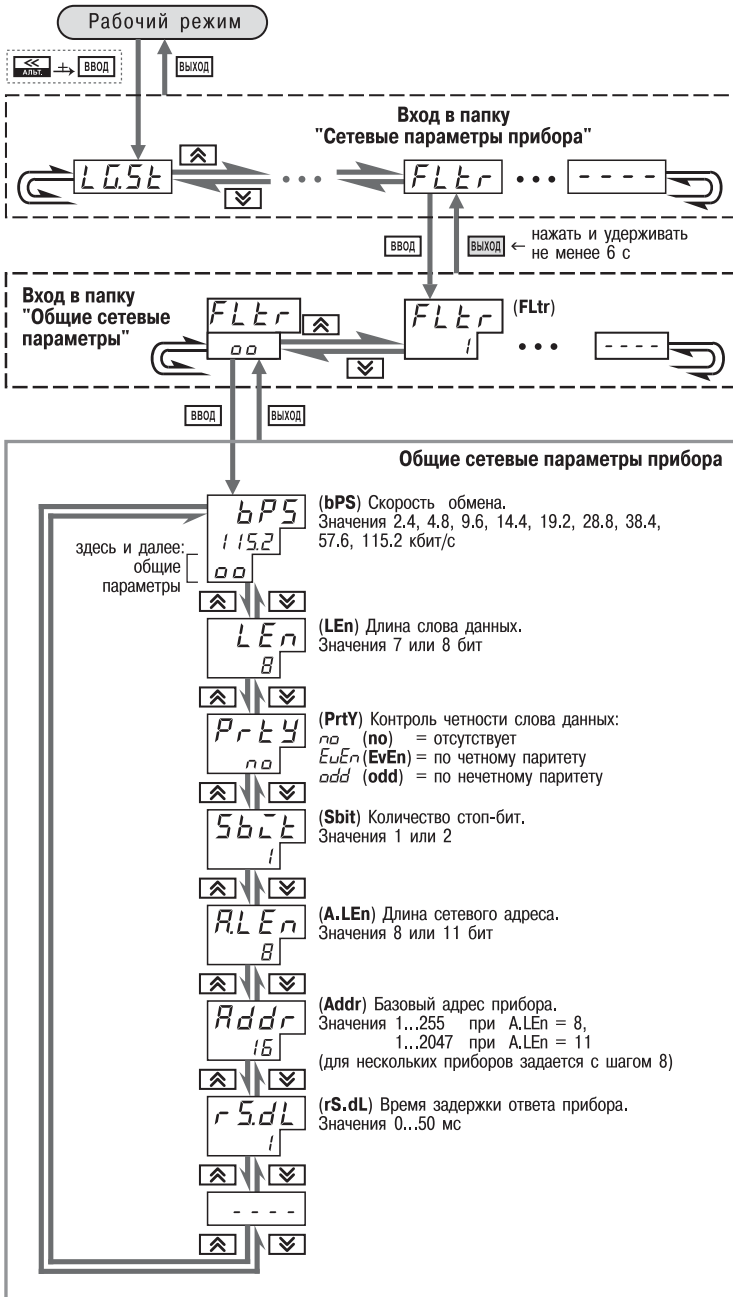 Рабочий режим
<<
АЛЬТ.
+
ВВОД
ВЫХОД
Вход в папку
"Сетевые параметры прибора"
LG.St
• • •
FLtr
• • •
- - - -
ВВОД
ВЫХОД
← нажать и удерживать
не менее 6 с
Вход в папку
"Общие сетевые
параметры"
FLtr
oo
FLtr
1
(FLtr)
• • •
- - - -
ВВОД
ВЫХОД
Общие сетевые параметры прибора
bPS
115.2
oo
здесь и далее:
общие
параметры
(bPS) Скорость обмена.
Значения 2.4, 4.8, 9.6, 14.4, 19.2, 28.8, 38.4,
57.6, 115.2 кбит/с
LEn
8
(LEn) Длина слова данных.
Значения 7 или 8 бит
PrtY
no
(PrtY) Контроль четности слова данных:
no (no) = отсутствует
EvEn (EvEn) = по четному паритету
odd (odd) = по нечетному паритету
Sbit
1
(Sbit) Количество стоп-бит.
Значения 1 или 2
A.LEn
8
(A.LEn) Длина сетевого адреса.
Значения 8 или 11 бит
Addr
16
(Addr) Базовый адрес прибора.
Значения 1...255 при A.LEn = 8,
1...2047 при A.LEn = 11
(для нескольких приборов задается с шагом 8)
rS.dL
1
(rS.dL) Время задержки ответа прибора.
Значения 0...50 мс
- - - -